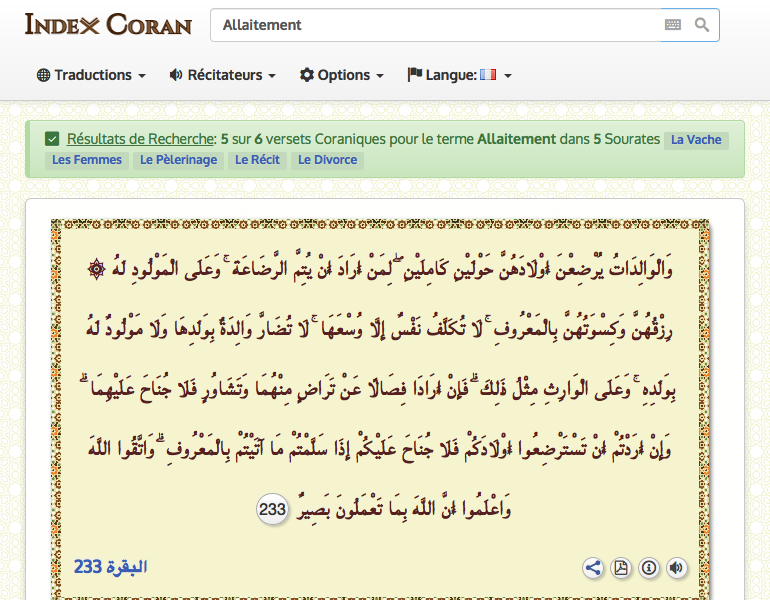 INDEX CORAN
Allaitement
Traductions
Récitateurs
Options
Langue:
Résultats de Recherche: 5 sur 6 versets Coraniques pour le terme Allaitement dans 5 Sourates La Vache
Les Femmes Le Pèlerinage Le Récit Le Divorce
۞ وَالْوَالِدَاتُ يُرْضِعْنَ أَوْلَادَهُنَّ حَوْلَيْنِ كَامِلَيْنِ ۖ لِمَنْ أَرَادَ أَنْ يُتِمَّ الرَّضَاعَةَ ۚ وَعَلَى الْمَوْلُودِ لَهُ
رِزْقُهُنَّ وَكِسْوَتُهُنَّ بِالْمَعْرُوفِ ۚ لَا تُكَلَّفُ نَفْسٌ إِلَّا وُسْعَهَا ۚ لَا تُضَارَّ وَالِدَةٌ بِوَلَدِهَا وَلَا مَوْلُودٌ لَهُ
بِوَلَدِهِ ۚ وَعَلَى الْوَارِثِ مِثْلُ ذَٰلِكَ ۗ فَإِنْ أَرَادَا فِصَالًا عَنْ تَرَاضٍ مِنْهُمَا وَتَشَاوُرٍ فَلَا جُنَاحَ عَلَيْهِمَا ۗ
وَإِنْ أَرَدْتُمْ أَنْ تَسْتَرْضِعُوا أَوْلَادَكُمْ فَلَا جُنَاحَ عَلَيْكُمْ إِذَا سَلَّمْتُمْ مَا آتَيْتُمْ بِالْمَعْرُوفِ ۗ وَاتَّقُوا اللَّهَ
وَاعْلَمُوا أَنَّ اللَّهَ بِمَا تَعْمَلُونَ بَصِيرٌ 233
البقرة 233